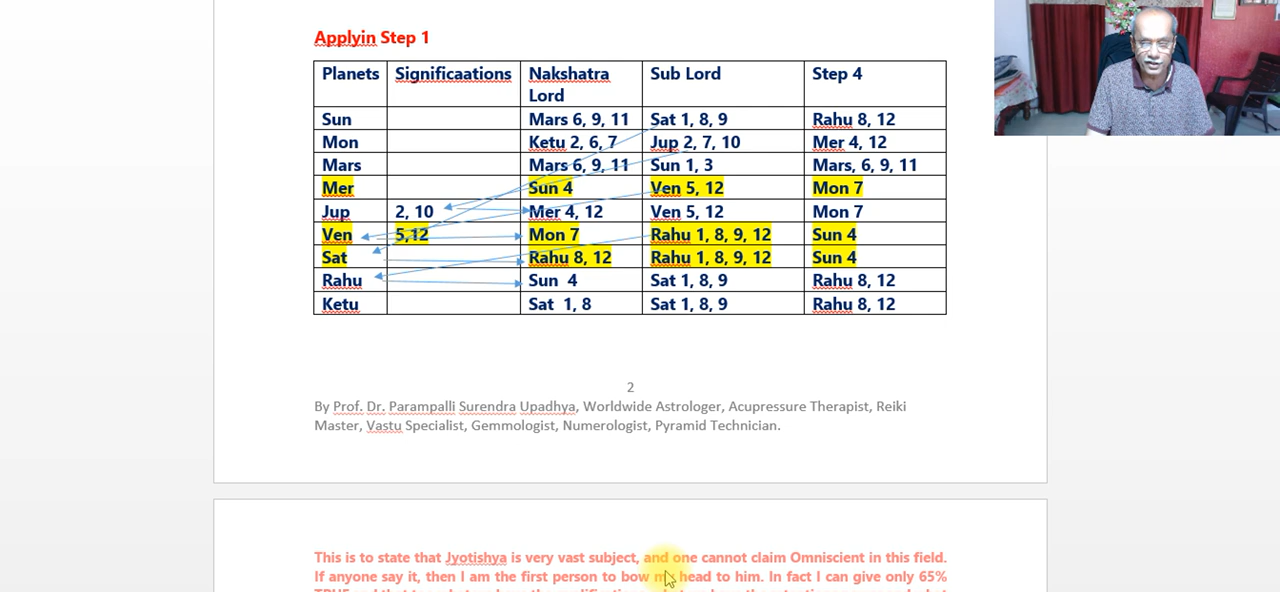 Applyin Step 1
Planets Significaations Nakshatra Lord Sub Lord Step 4
Sun Mars 6, 9, 11 Sat 1, 8, 9 Rahu 8, 12
Mon Ketu 2, 6, 7 Jup 2, 7, 10 Mer 4, 12
Mars Mars 6, 9, 11 Sun 1, 3 Mars, 6, 9, 11
Mer Sun 4 Ven 5, 12 Mon 7
Jup 2, 10 Mer 4, 12 Ven 5, 12 Mon 7
Ven 5,12 Mon 7 Rahu 1, 8, 9, 12 Sun 4
Sat Rahu 8, 12 Rahu 1, 8, 9, 12 Sun 4
Rahu Sun 4 Sat 1, 8, 9 Rahu 8, 12
Ketu Sat 1, 8 Sat 1, 8, 9 Rahu 8, 12
2
By Prof. Dr. Parampalli Surendra Upadhya, Worldwide Astrologer, Acupressure Therapist, Reiki
Master, Vastu Specialist, Gemmologist, Numerologist, Pyramid Technician.
This is to state that Jyotishya is very vast subject, and one cannot claim Omniscient in this field.
If anyone say it, then I am the first person to bow my head to him. In fact I can give only 65%